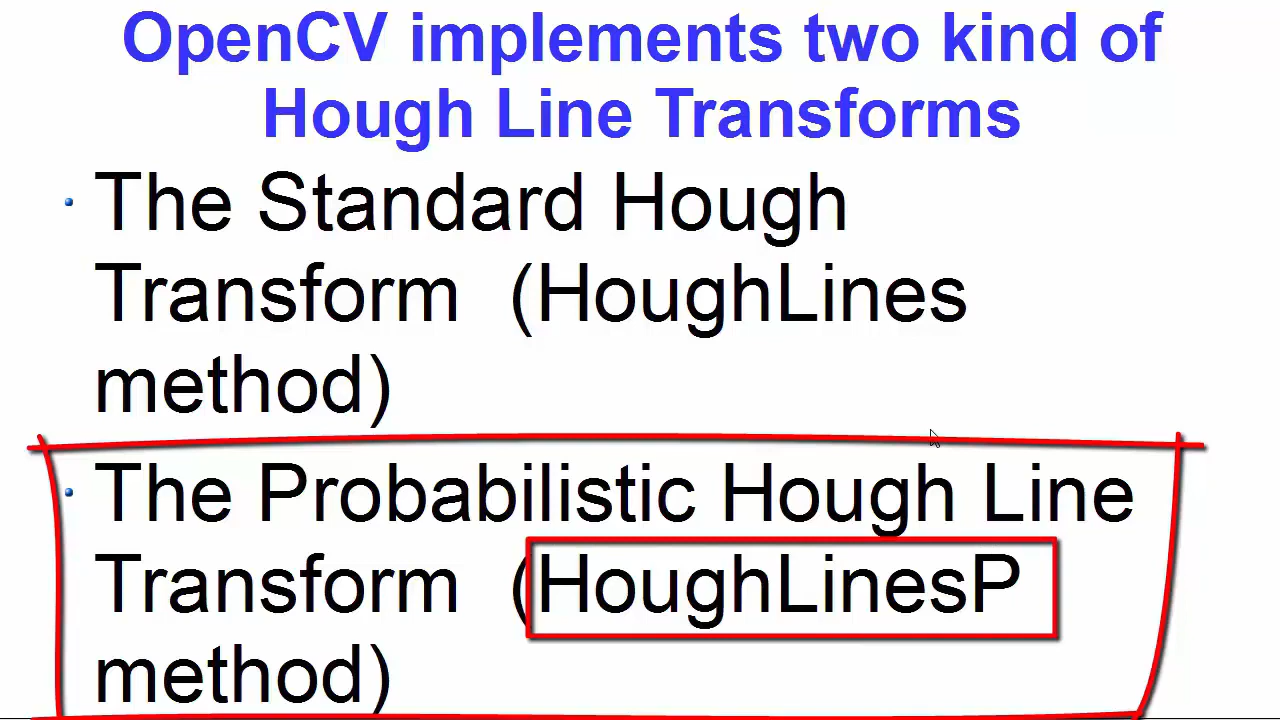 OpenCV implements two kind of
Hough Line Transforms
· The Standard Hough
Transform (HoughLines
method)
· The Probabilistic Hough Line
Transform (HoughLinesP
method)